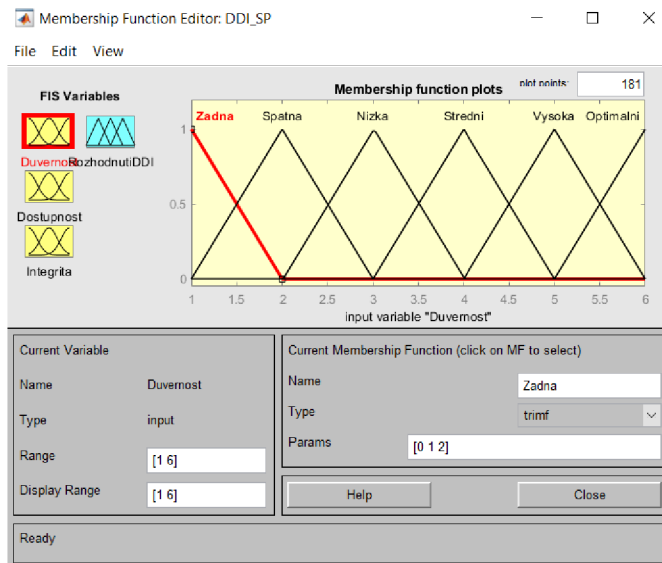 Membership Function Editor: DDI_SP
File Edit View
FIS Variables
Duvernost
RozhodnutiDDI
Dostupnost
Integrita
Membership function plots
plot points:
181
Zadna Spatna Nizka Stredni Vysoka Optimalni
1
0.5
0
1 1.5 2 2.5 3 3.5 4 4.5 5 5.5 6
input variable "Duvernost"
Current Variable
Name Duvernost
Type input
Range [1 6]
Display Range [1 6]
Current Membership Function (click on MF to select)
Name Zadna
Type trimf
Params [0 1 2]
Help Close
Ready